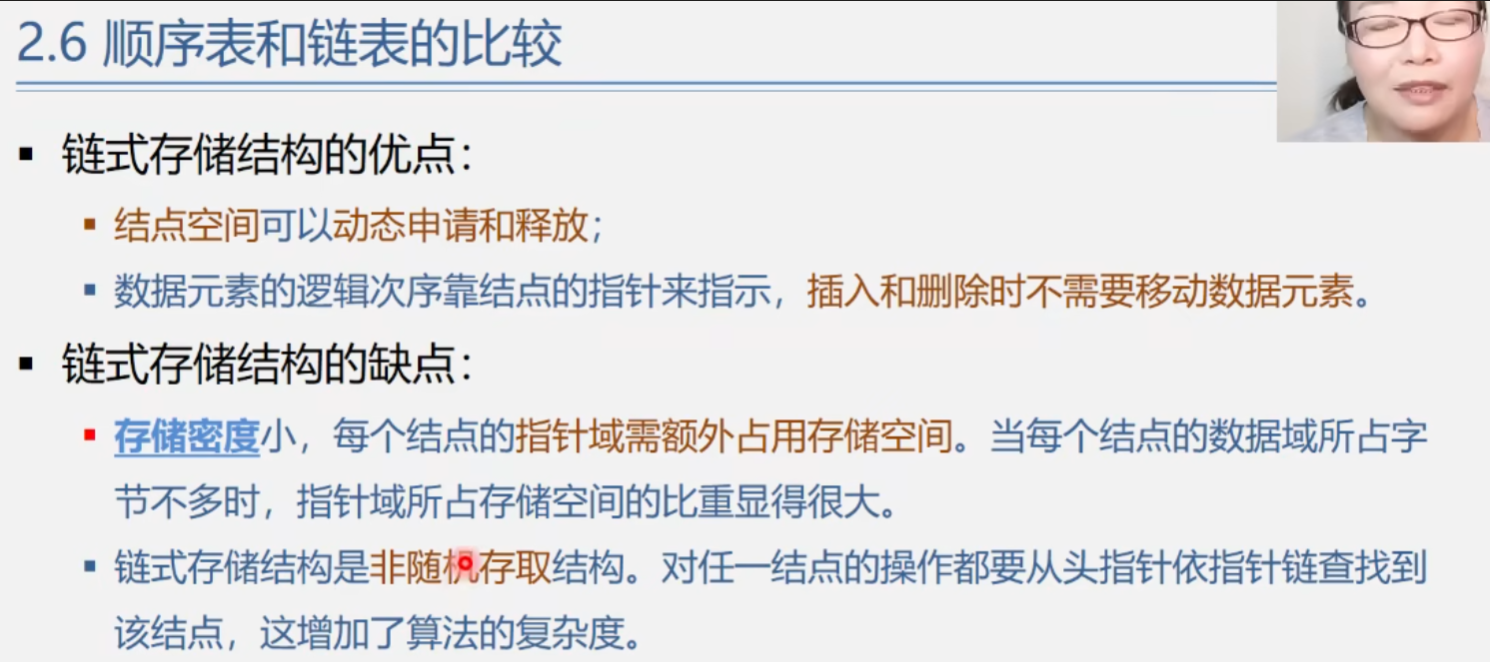 2.6 顺序表和链表的比较
▪ 链式存储结构的优点：
▪ 结点空间可以动态申请和释放；
▪ 数据元素的逻辑次序靠结点的指针来指示，插入和删除时不需要移动数据元素。
▪ 链式存储结构的缺点：
▪ 存储密度小，每个结点的指针域需额外占用存储空间。当每个结点的数据域所占字
节不多时，指针域所占存储空间的比重显得很大。
▪ 链式存储结构是非随机存取结构。对任一结点的操作都要从头指针依指针链查找到
该结点，这增加了算法的复杂度。